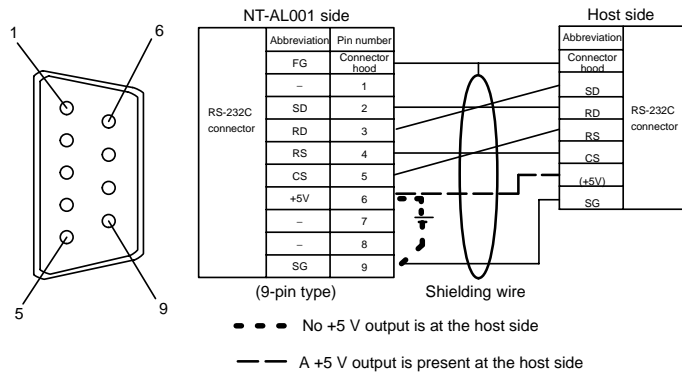 NT-AL001 side
Host side
1
6
5
9
Abbreviation Pin number
FG Connector hood
– 1
SD 2
RD 3
RS 4
CS 5
+5V 6
– 7
– 8
SG 9
RS-232C connector
(9-pin type)
Shielding wire
Abbreviation
Connector hood
SD
RD
RS
CS
(+5V)
SG
RS-232C connector
No +5 V output is at the host side
A +5 V output is present at the host side